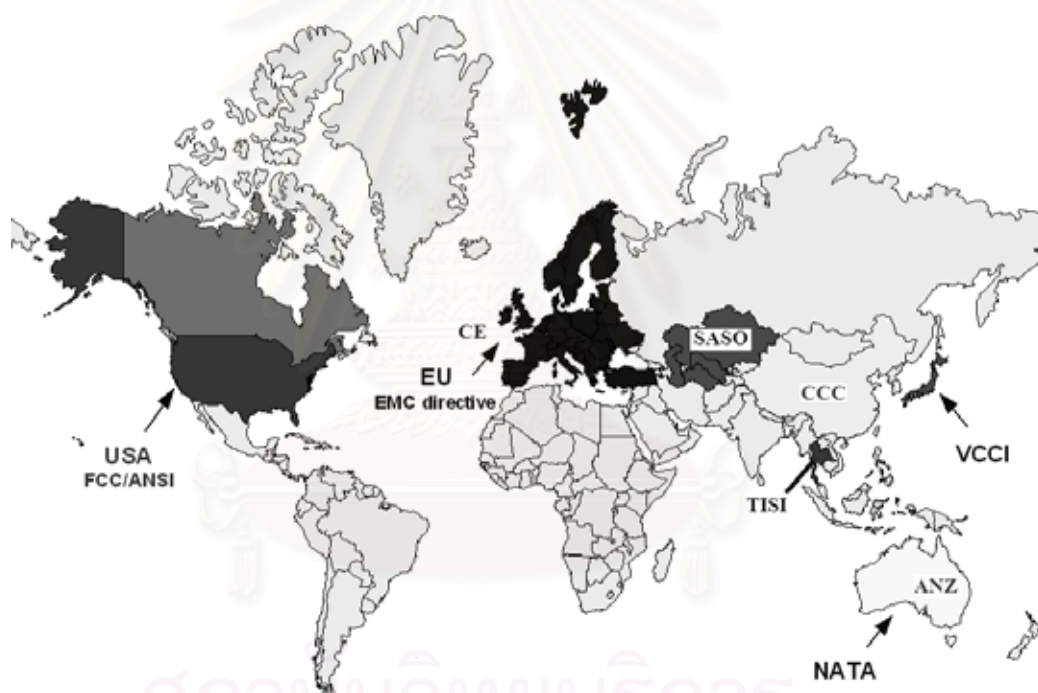 SASO
CE
CCC
EU
EMC directive
USA
FCC/ANSI
VCCI
TISI
ANZ
NATA